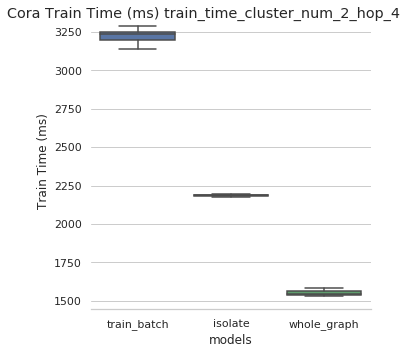 Cora Train Time (ms) train_time_cluster_num_2_hop_4
3250
3000
2750
2500
2250
2000
1750
1500
Train Time (ms)
train_batch isolate whole_graph
models